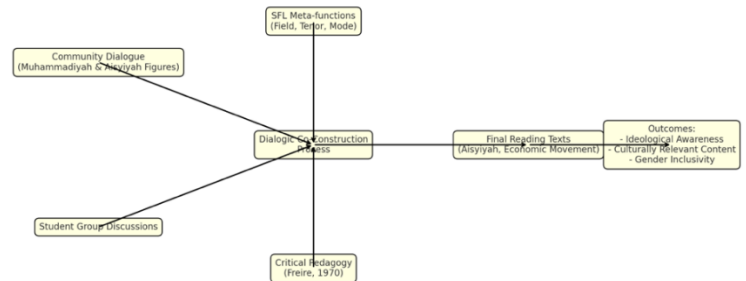 SFL Meta-functions
(Field, Tenor, Mode)
Community Dialogue
(Muhammadiyah & Aisyiyah Figures)
Dialogic Co-Construction
Process
Final Reading Texts
(Aisyiyah, Economic Movement)
Outcomes:
- Ideological Awareness
- Culturally Relevant Content
- Gender Inclusivity
Student Group Discussions
Critical Pedagogy
(Freire, 1970)